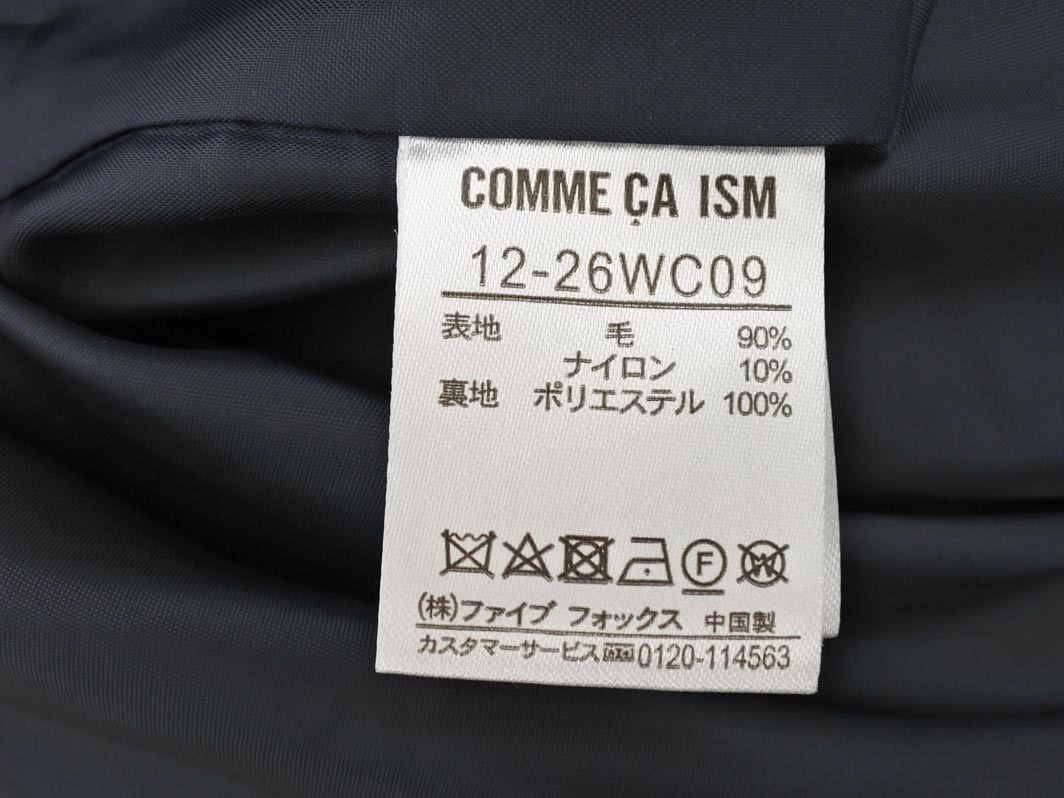 COMME ÇA ISM
12-26WC09
表地 毛 90%
ナイロン 10%
裏地 ポリエステル 100%
F W
(株)ファイブ フォックス 中国製
カスタマーサービス 0120-114563